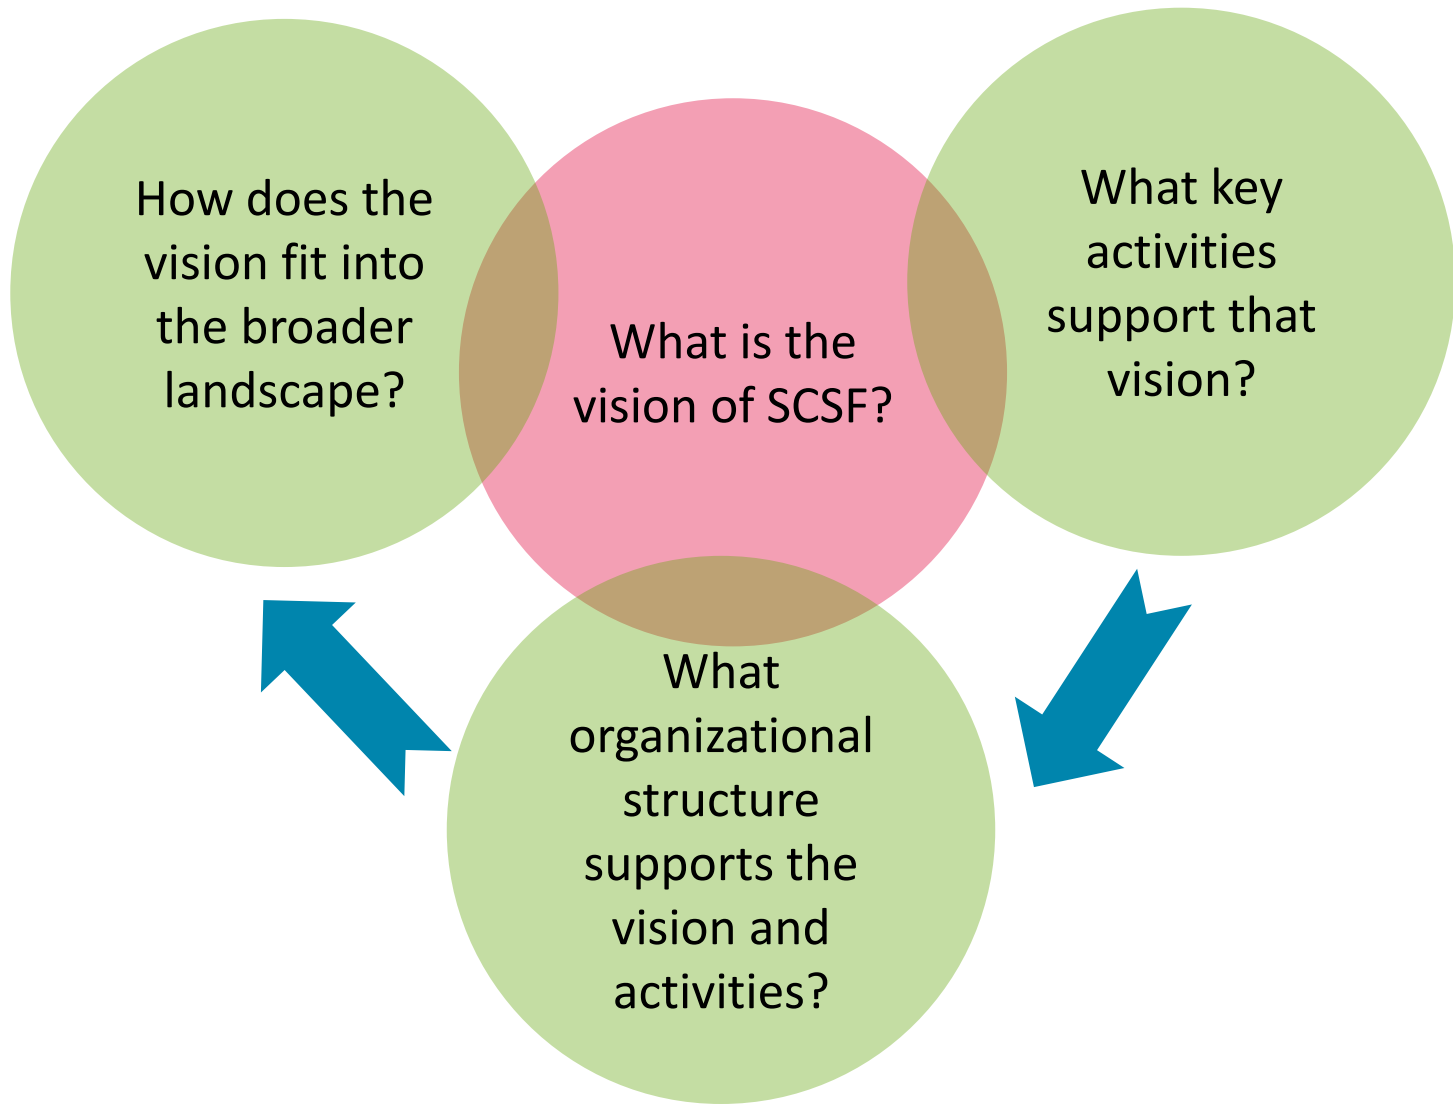 How does the
vision fit into
the broader
landscape?
What is the
vision of SCSF?
What key
activities
support that
vision?
What
organizational
structure
supports the
vision and
activities?